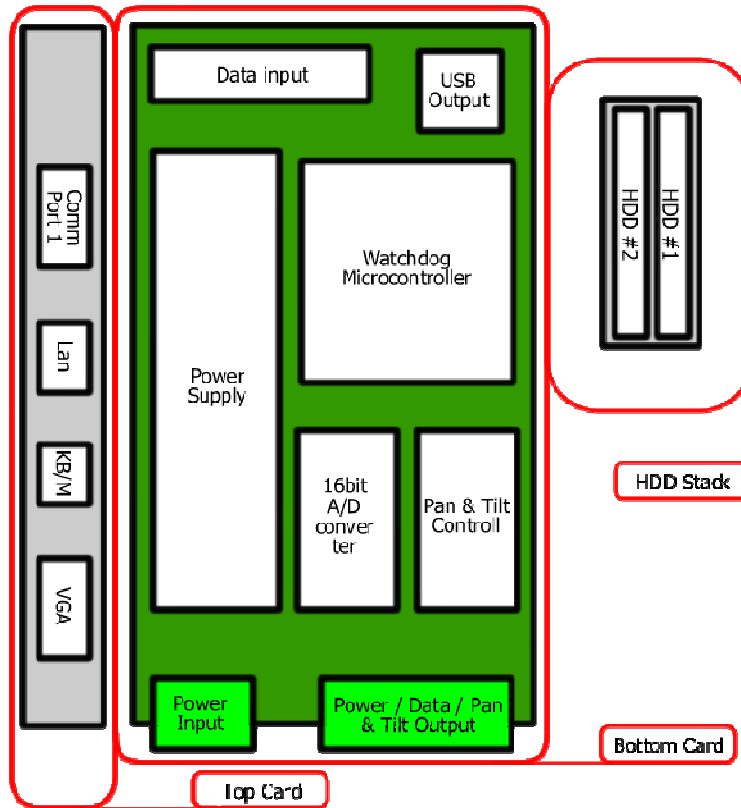 Data input
USB
Output
Comm
Port 1
HDD #1
HDD #2
Watchdog
Microcontroller
Lan
Power
Supply
KB/M
16bit
A/D
conver
ter
Pan & Tilt
Controll
HDD Stack
VGA
Power
Input
Power / Data / Pan
& Tilt Output
Bottom Card
Top Card